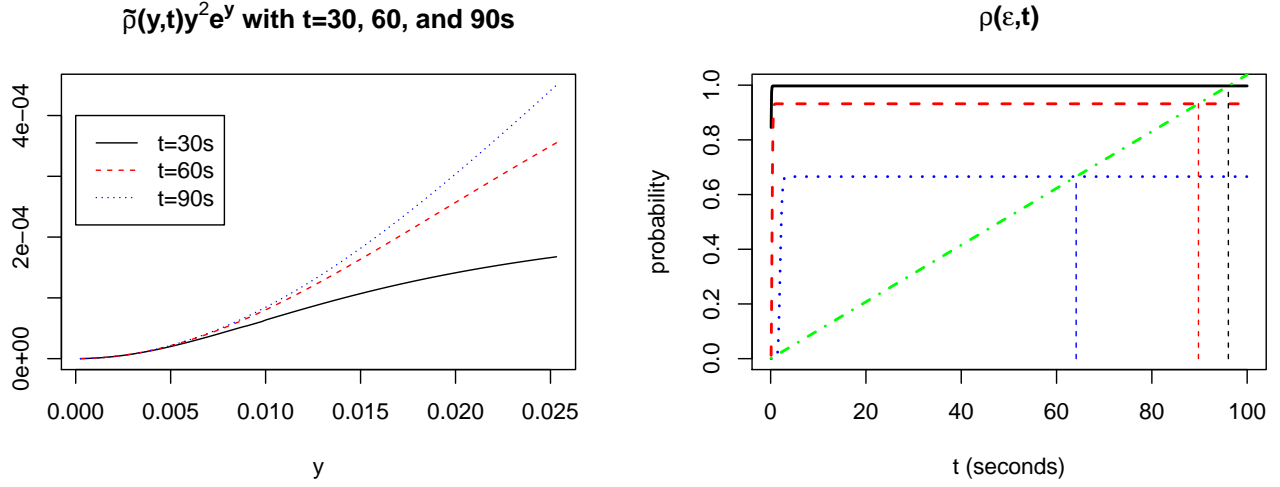 ρ̃(y,t)y²eʸ with t=30, 60, and 90s
4e−04
2e−04
0e+00
t=30s
t=60s
t=90s
0.000 0.005 0.010 0.015 0.020 0.025
y
ρ(ε,t)
probability
1.0
0.8
0.6
0.4
0.2
0.0
0 20 40 60 80 100
t (seconds)